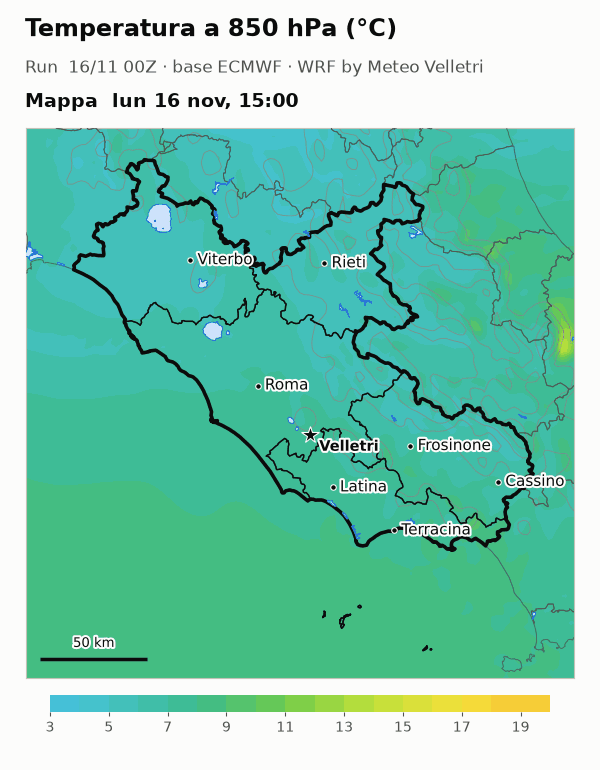 Temperatura a 850 hPa (°C)
Run  16/11 00Z · base ECMWF · WRF by Meteo Velletri
Mappa  lun 16 nov, 15:00
Viterbo
Rieti
Roma
Velletri
Frosinone
Latina
Cassino
Terracina
50 km
3 5 7 9 11 13 15 17 19